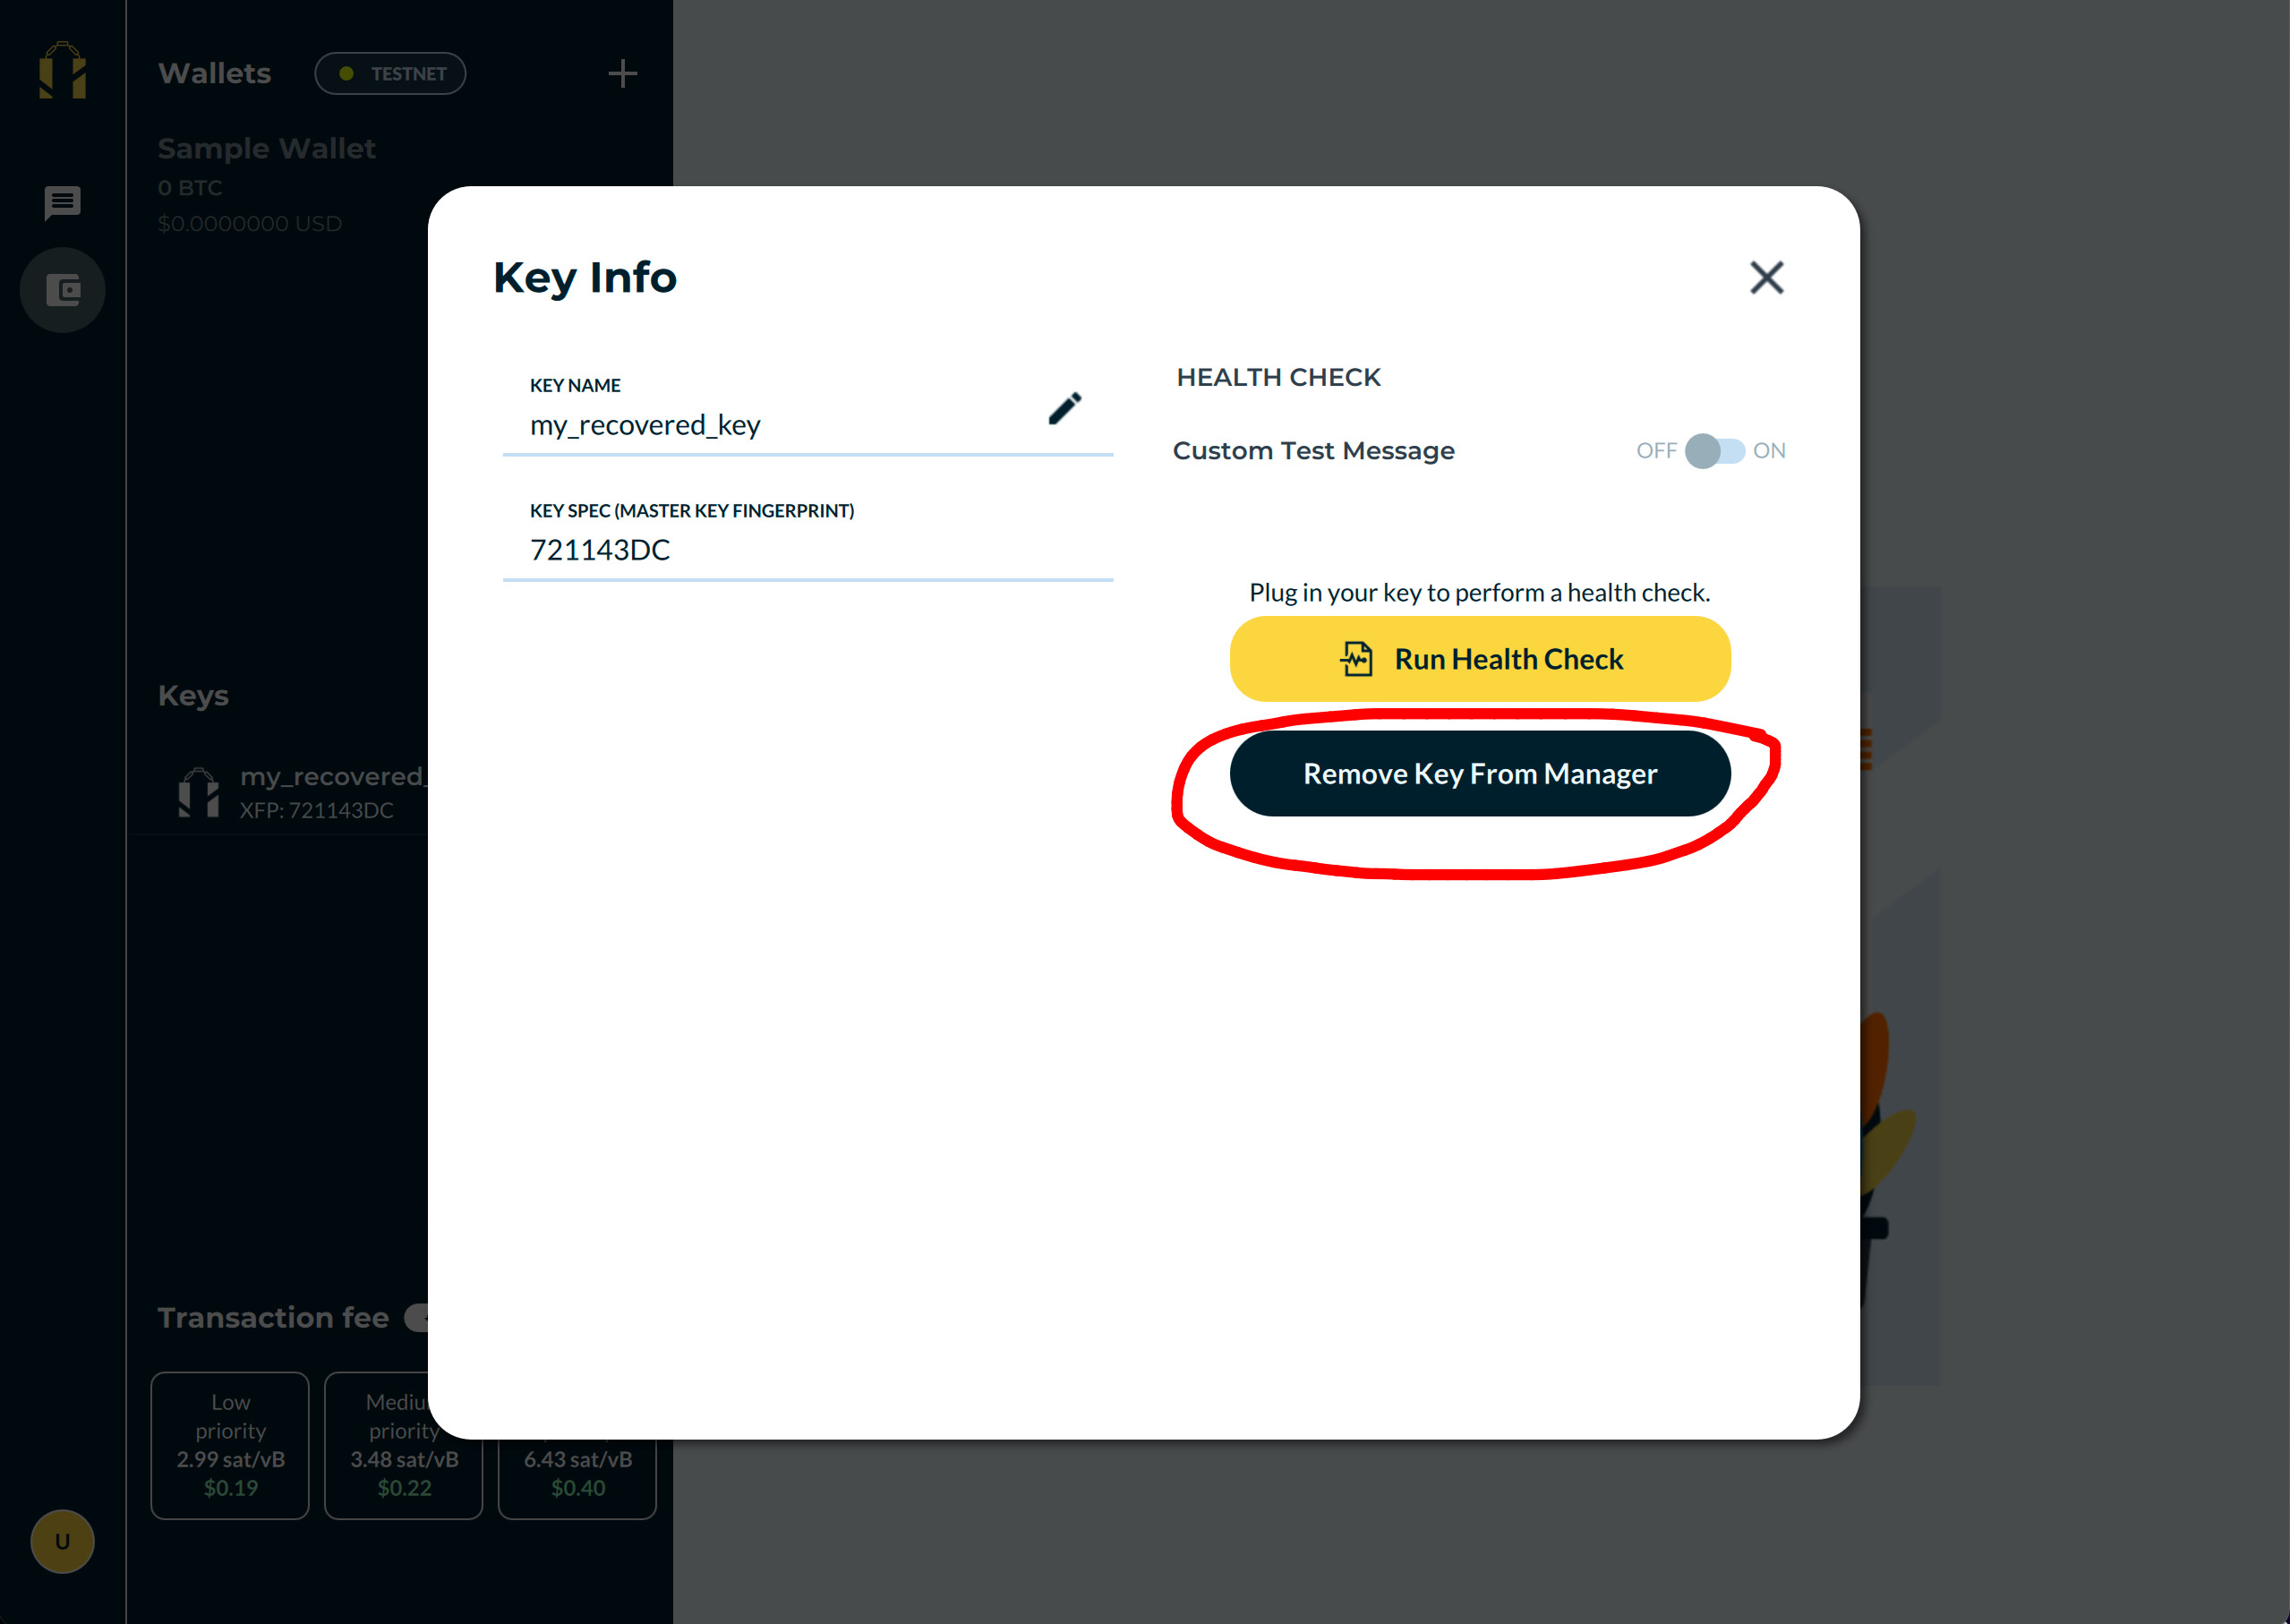 Wallets
TESTNET
Sample Wallet
0 BTC
$0.0000000 USD
Key Info
KEY NAME
my_recovered_key
KEY SPEC (MASTER KEY FINGERPRINT)
721143DC
HEALTH CHECK
Custom Test Message
OFF
ON
Plug in your key to perform a health check.
Run Health Check
Remove Key From Manager
Keys
my_recovered_
XFP: 721143DC
Transaction fee
Low
priority
2.99 sat/vB
$0.19
Mediu
priority
3.48 sat/vB
$0.22
6.43 sat/vB
$0.40
U